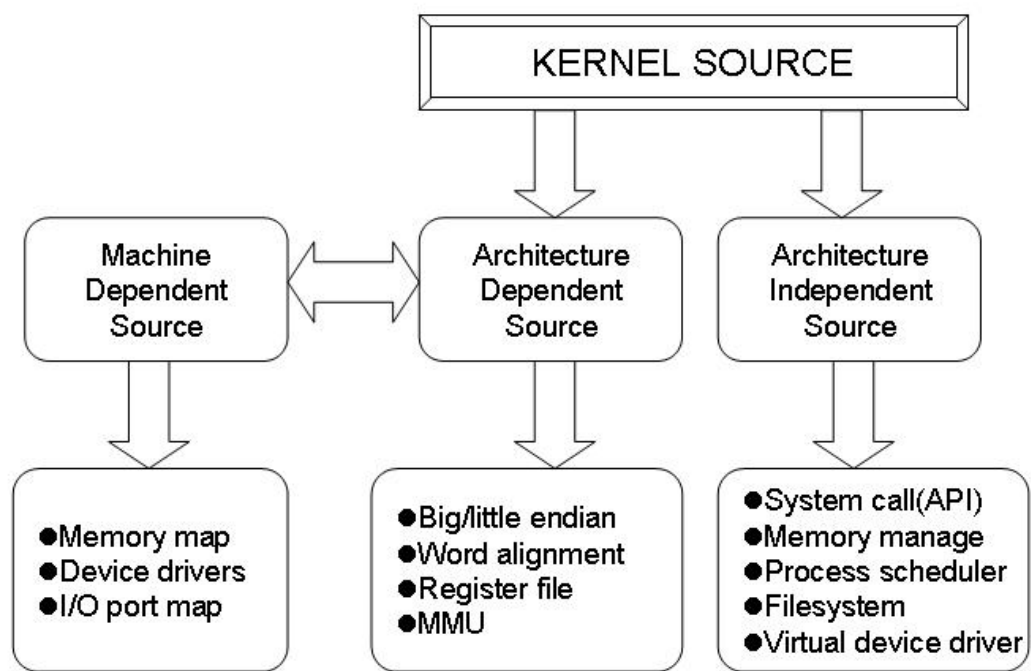 KERNEL SOURCE
Machine
Dependent
Source
Architecture
Dependent
Source
Architecture
Independent
Source
●Memory map
●Device drivers
●I/O port map
●Big/little endian
●Word alignment
●Register file
●MMU
●System call(API)
●Memory manage
●Process scheduler
●Filesystem
●Virtual device driver